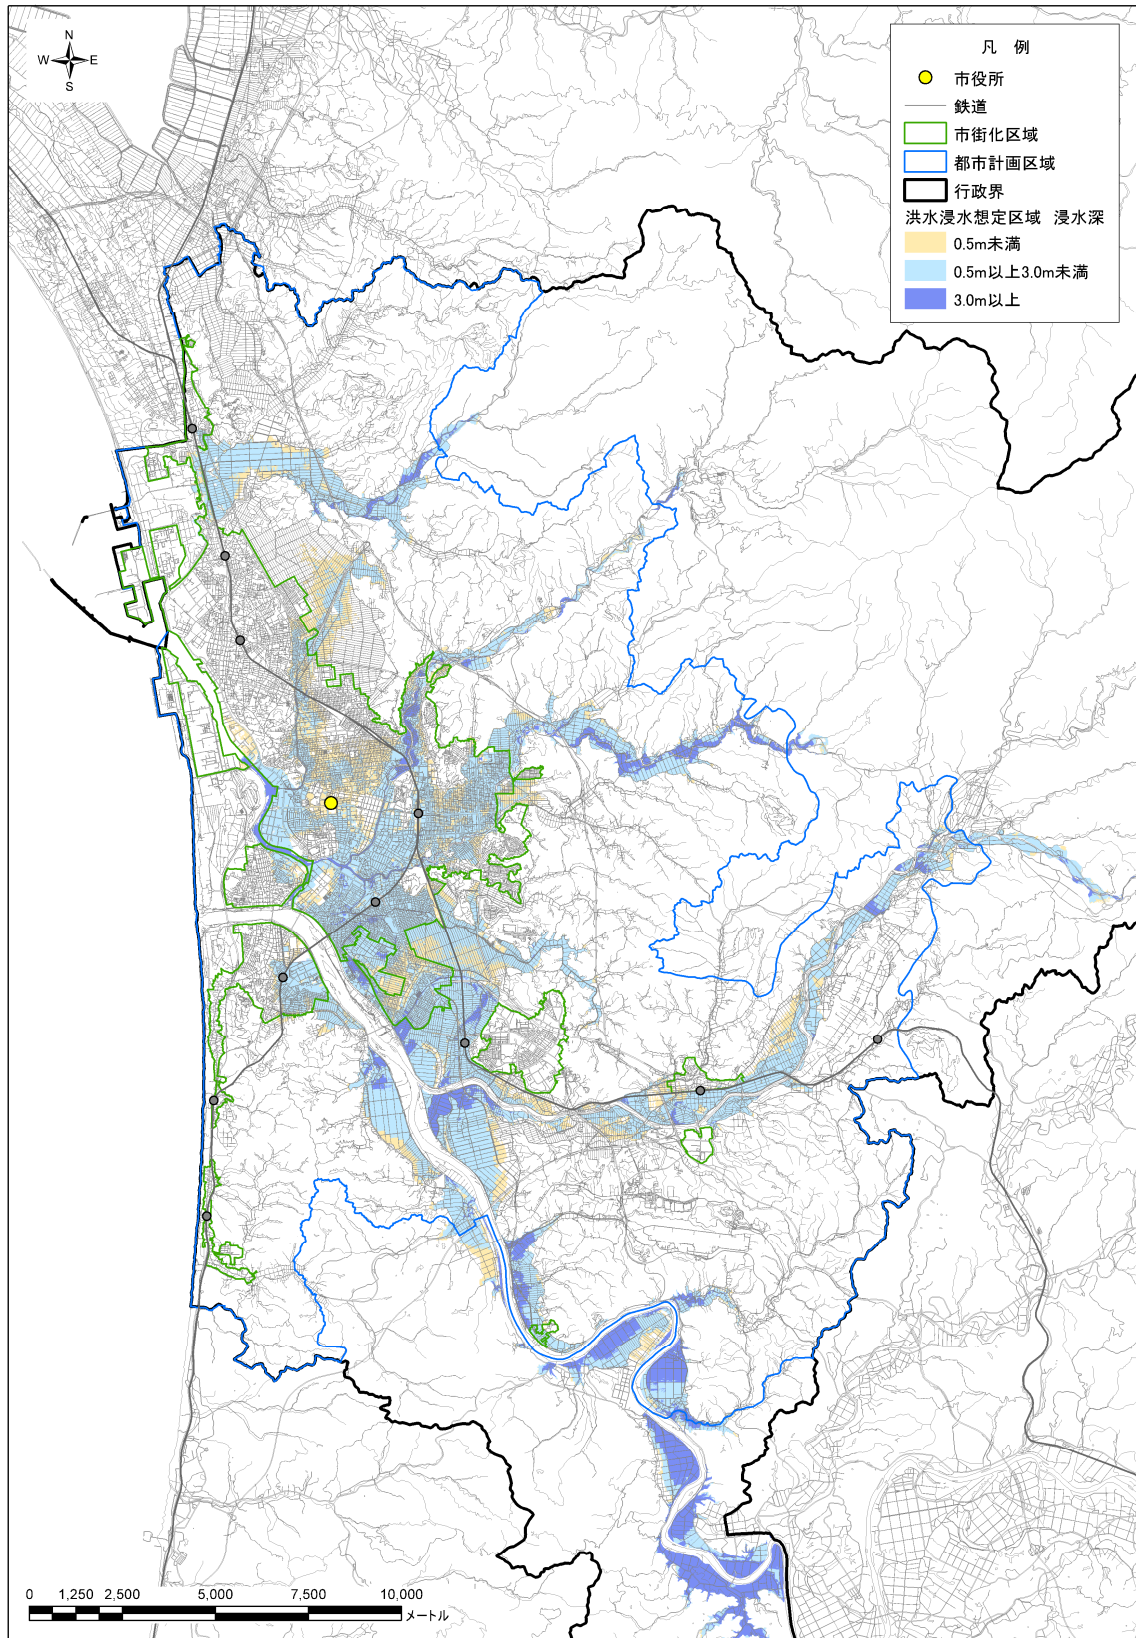 N
W E
S
凡 例
市役所
鉄道
市街化区域
都市計画区域
行政界
洪水浸水想定区域 浸水深
0.5m未満
0.5m以上3.0m未満
3.0m以上
0 1,250 2,500 5,000 7,500 10,000
メートル